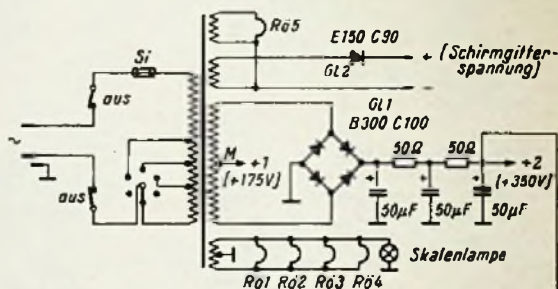 Rö5
E150 C90
Si
Gl2
(Schirmgitter-
spannung)
aus
Gl1
B300 C100
~
M
+1
(+175V)
50Ω
50Ω
+2
(+350V)
aus
+
+
+
50µF
50µF
50µF
Skalenlampe
Rö1 Rö2 Rö3 Rö4